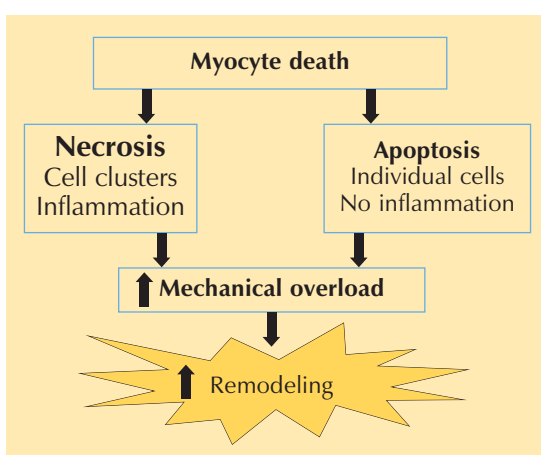 Myocyte death
Necrosis
Cell clusters
Inflammation
Apoptosis
Individual cells
No inflammation
Mechanical overload
Remodeling